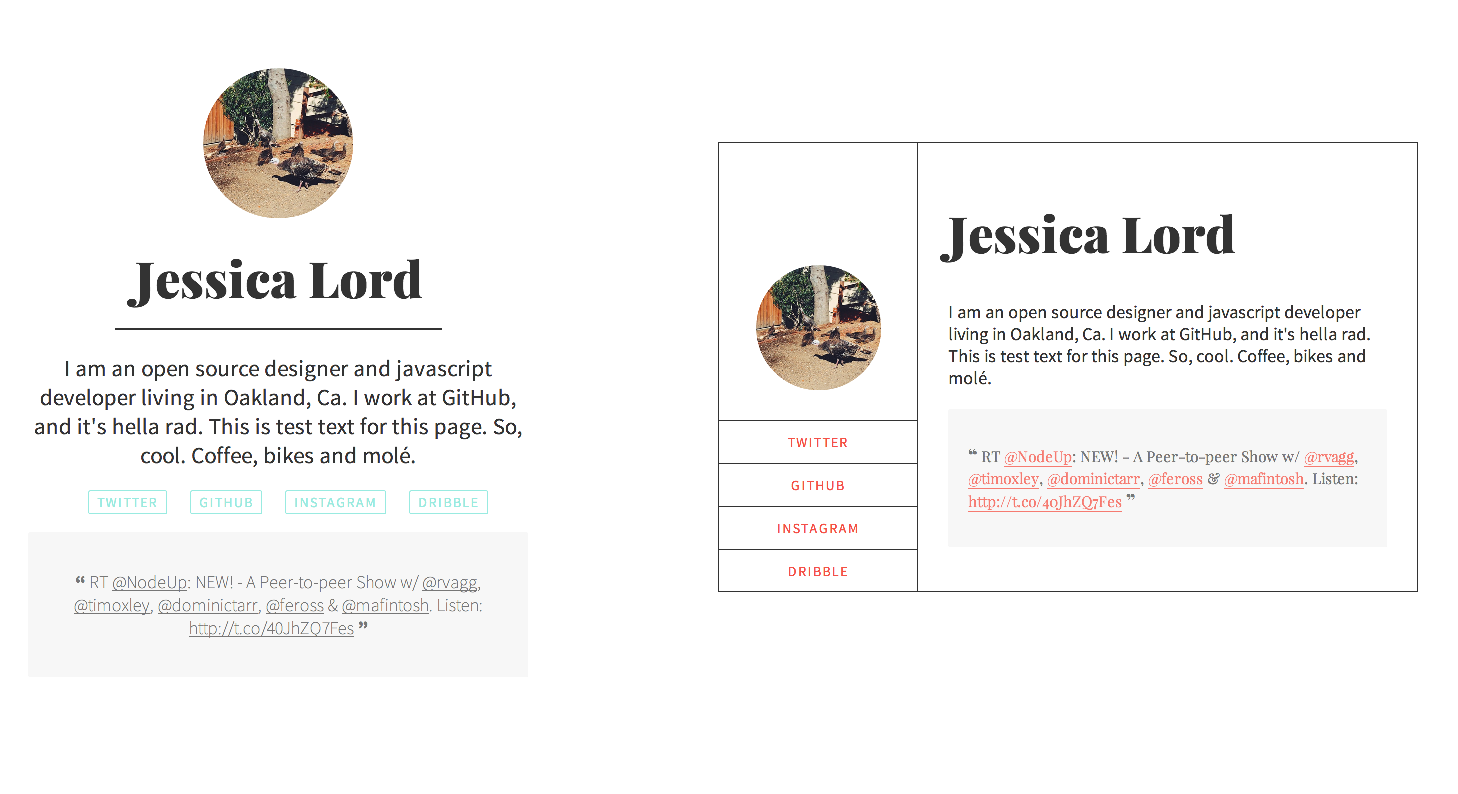 Jessica Lord
I am an open source designer and javascript
developer living in Oakland, Ca. I work at GitHub,
and it's hella rad. This is test text for this page. So,
cool. Coffee, bikes and molé.
TWITTER GITHUB INSTAGRAM DRIBBLE
❝ RT @NodeUp: NEW! - A Peer-to-peer Show w/ @rvagg,
@timoxley, @dominictarr, @feross & @mafintosh. Listen:
http://t.co/40JhZQ7Fes ❞
Jessica Lord
I am an open source designer and javascript developer
living in Oakland, Ca. I work at GitHub, and it's hella rad.
This is test text for this page. So, cool. Coffee, bikes and
molé.
TWITTER
GITHUB
INSTAGRAM
DRIBBLE
❝ RT @NodeUp: NEW! - A Peer-to-peer Show w/ @rvagg,
@timoxley, @dominictarr, @feross & @mafintosh. Listen:
http://t.co/40JhZQ7Fes ❞